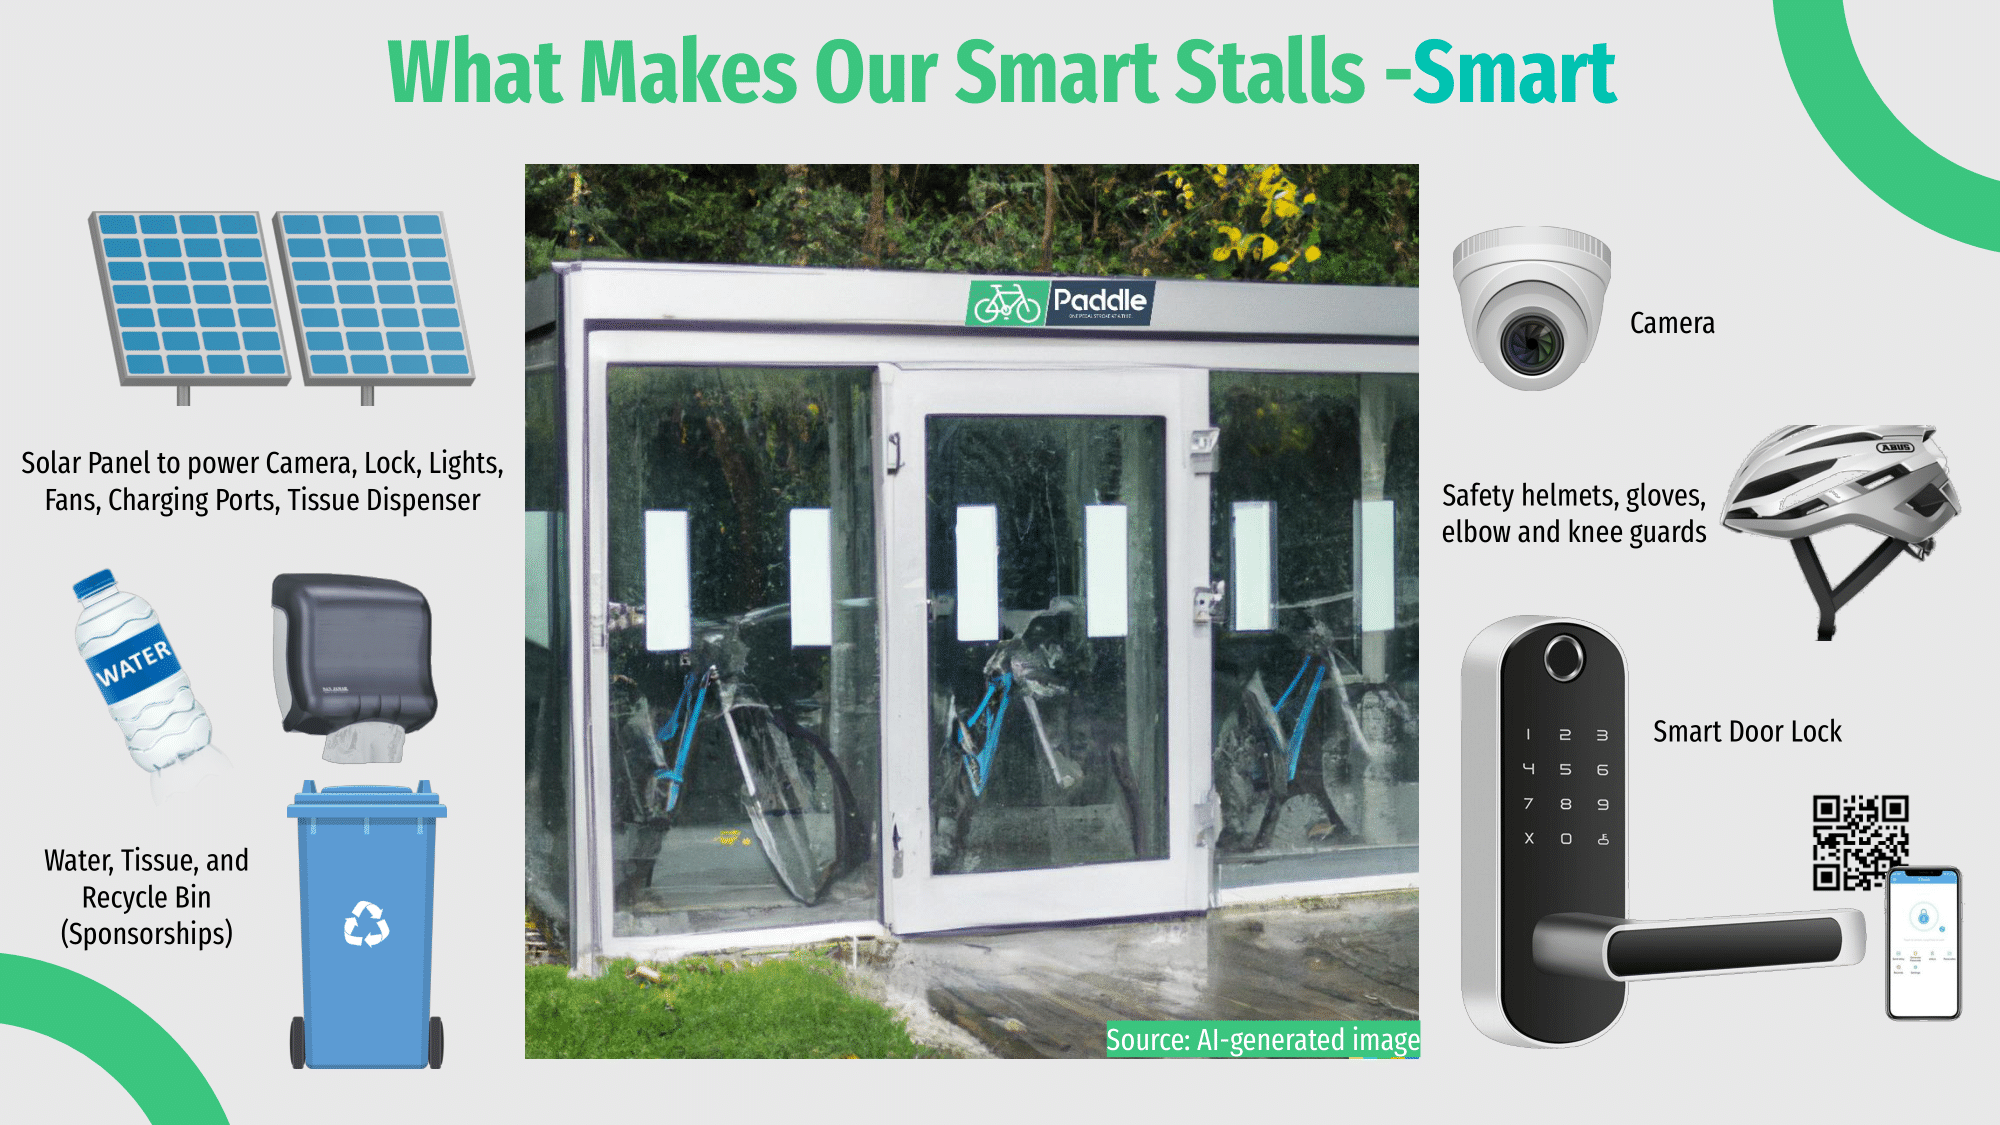 What Makes Our Smart Stalls -Smart
Paddle
Solar Panel to power Camera, Lock, Lights,
Fans, Charging Ports, Tissue Dispenser
WATER
Water, Tissue, and
Recycle Bin
(Sponsorships)
Source: AI-generated image
Camera
ABUS
Safety helmets, gloves,
elbow and knee guards
Smart Door Lock
1 2 3
4 5 6
7 8 9
X 0